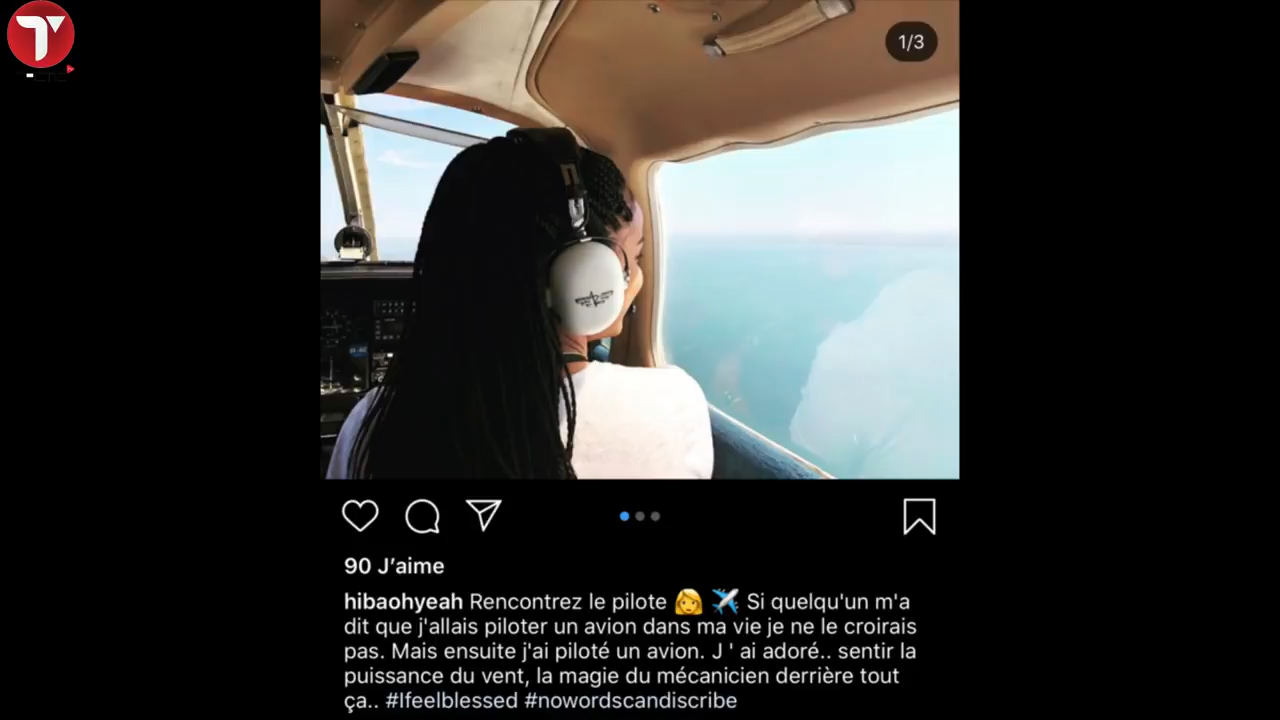 1/3
90 J’aime
hibaohyeah Rencontrez le pilote 👩 ✈️ Si quelqu'un m'a
dit que j'allais piloter un avion dans ma vie je ne le croirais
pas. Mais ensuite j'ai piloté un avion. J ' ai adoré.. sentir la
puissance du vent, la magie du mécanicien derrière tout
ça.. #Ifeelblessed #nowordscandiscribe